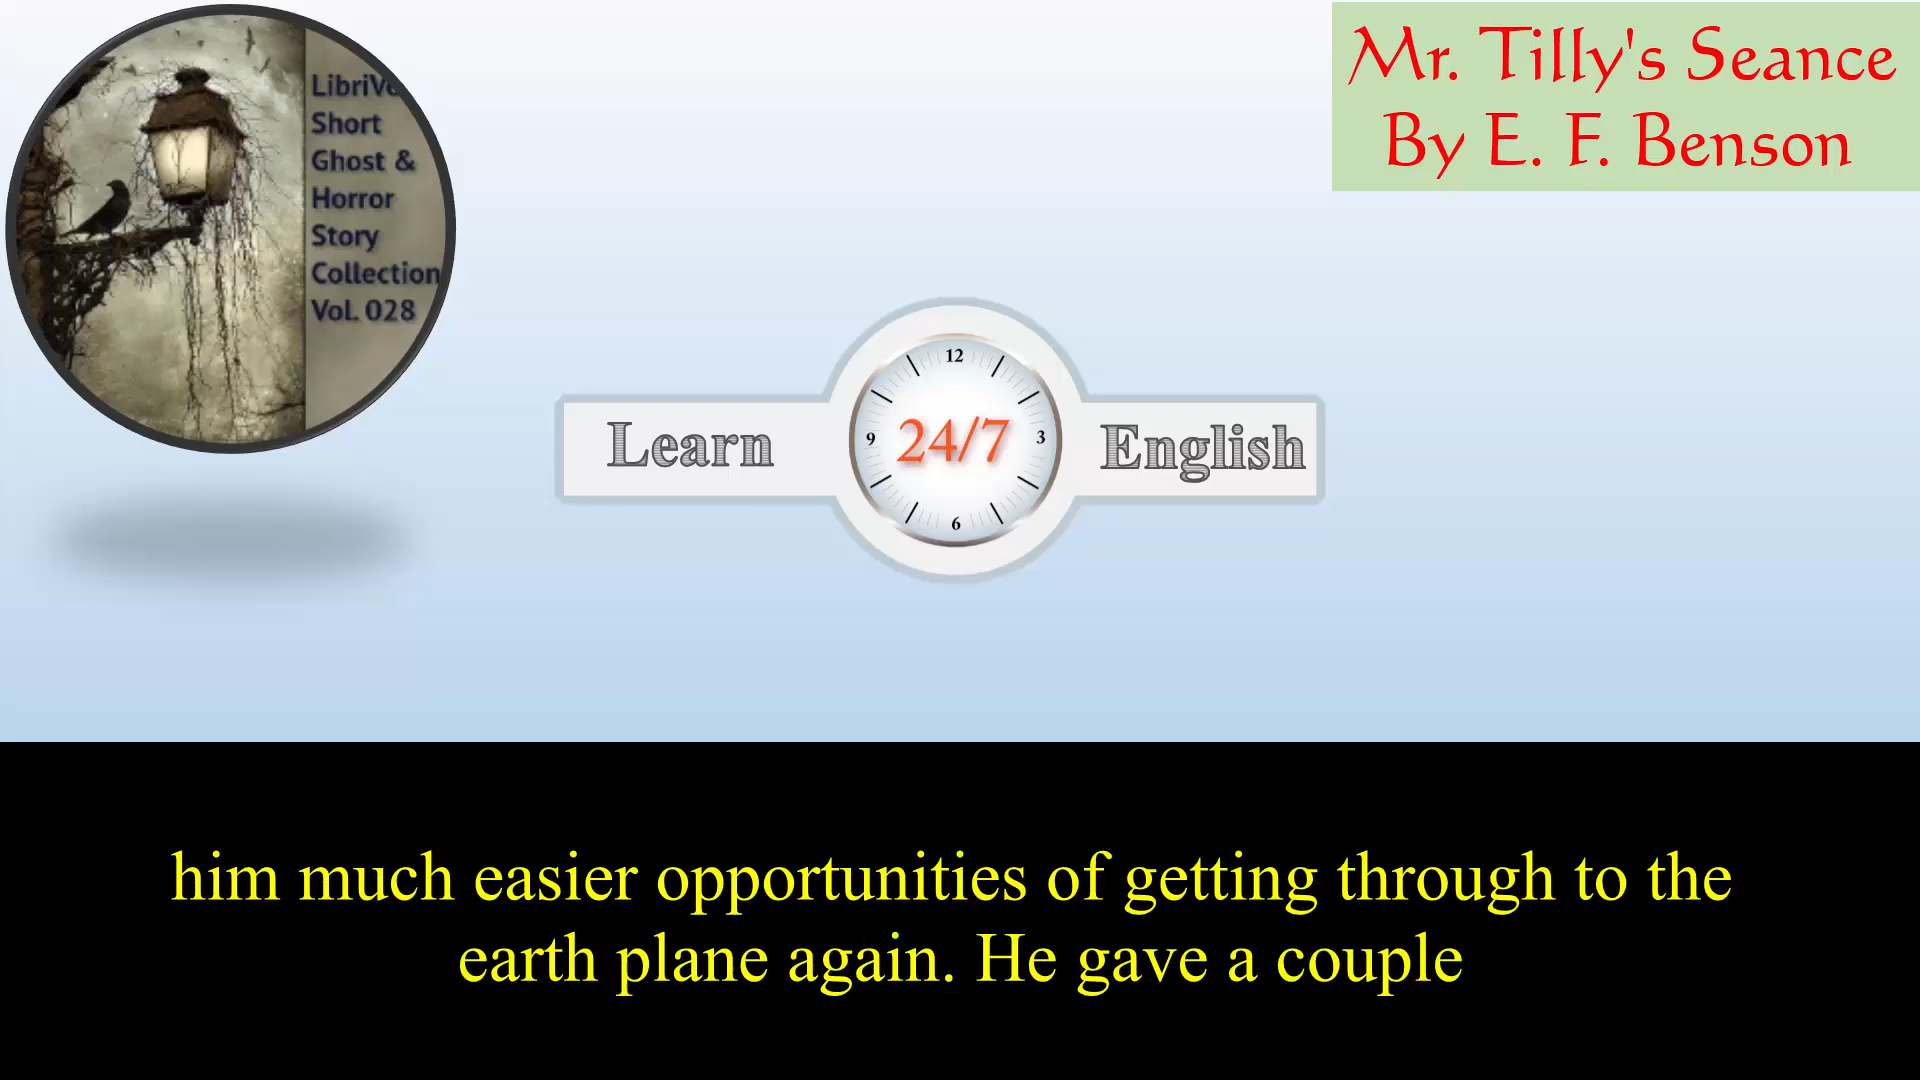 LibriVo
Short
Ghost &
Horror
Story
Collection
Vol. 028
Mr. Tilly's Seance
By E. F. Benson
Learn
12
3
6
9
24/7
English
him much easier opportunities of getting through to the
earth plane again. He gave a couple